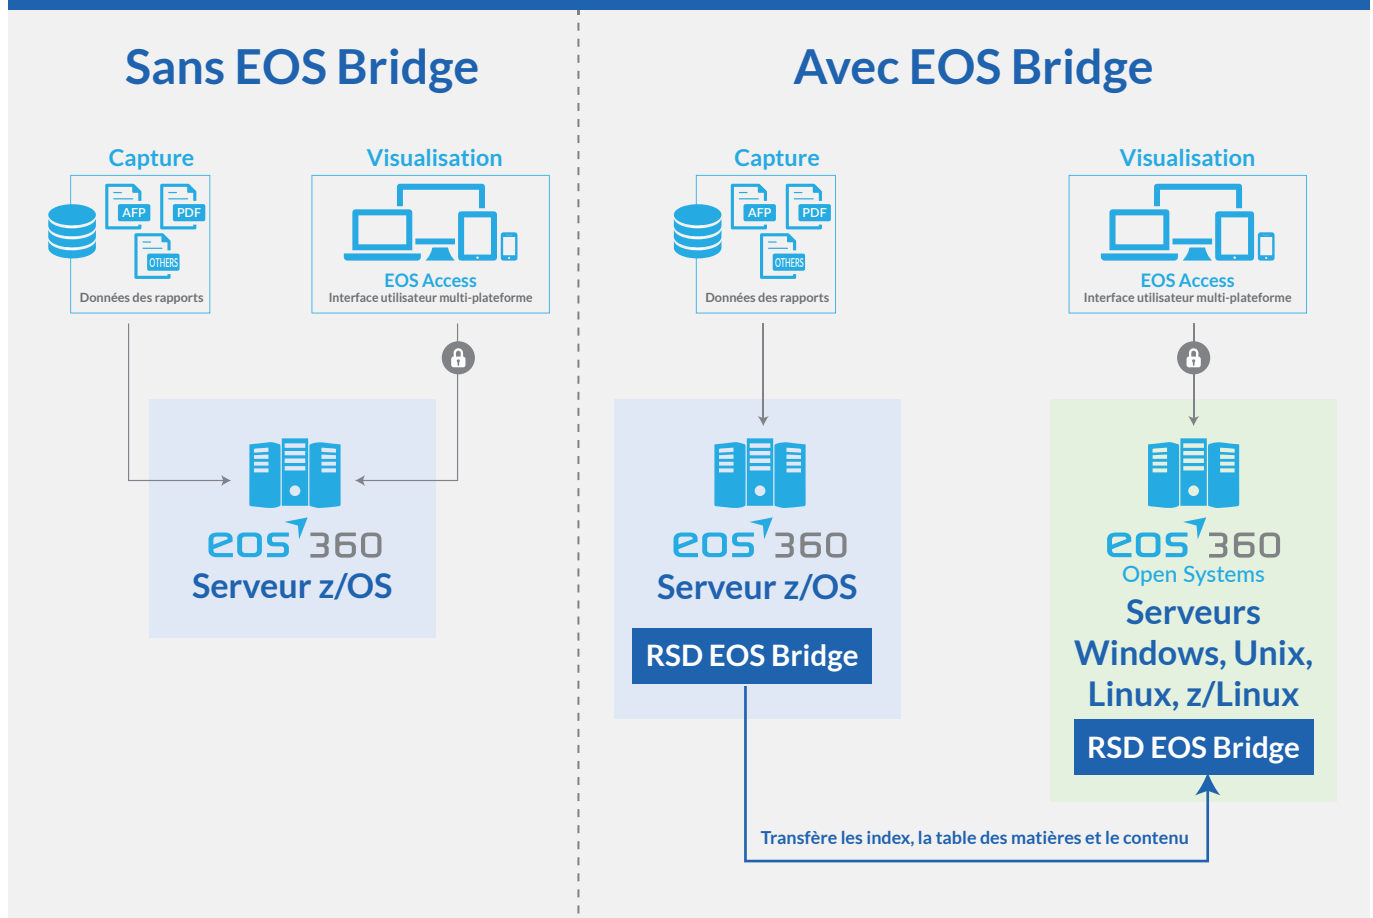 Sans EOS Bridge
Capture
Visualisation
AFP
PDF
OTHERS
Données des rapports
EOS Access
Interface utilisateur multi-plateforme
eos 360
Serveur z/OS
Avec EOS Bridge
Capture
Visualisation
AFP
PDF
OTHERS
Données des rapports
EOS Access
Interface utilisateur multi-plateforme
eos 360
Serveur z/OS
RSD EOS Bridge
eos 360
Open Systems
Serveurs
Windows, Unix,
Linux, z/Linux
RSD EOS Bridge
Transfère les index, la table des matières et le contenu